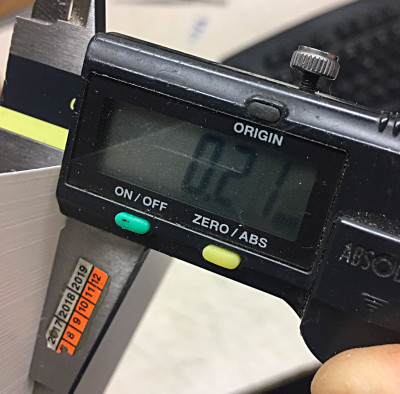 ORIGIN
0.21
ON / OFF
ZERO / ABS
2017 2018 2019
8 9 10 11 12